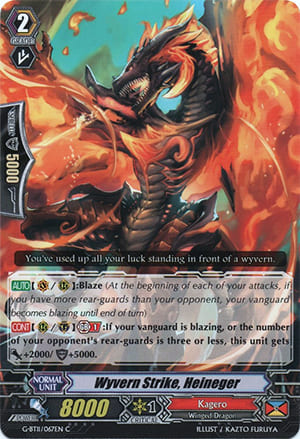 2
GRADE
5000
SHIELD
You've used up all your luck standing in front of a wyvern.
AUTO[ / ]:Blaze (At the beginning of each of your attacks, if
you have more rear-guards than your opponent, your vanguard
becomes blazing until end of turn)
CONT[ / ] 1 :If your vanguard is blazing, or the number
of your opponent's rear-guards is three or less, this unit gets
+2000/ +5000.
NORMAL
UNIT
Wyvern Strike, Heineger
8000
1
CRITICAL
Kagero
Winged Dragon
G-BT11/067EN C
ILLUST / KAZTO FURUYA